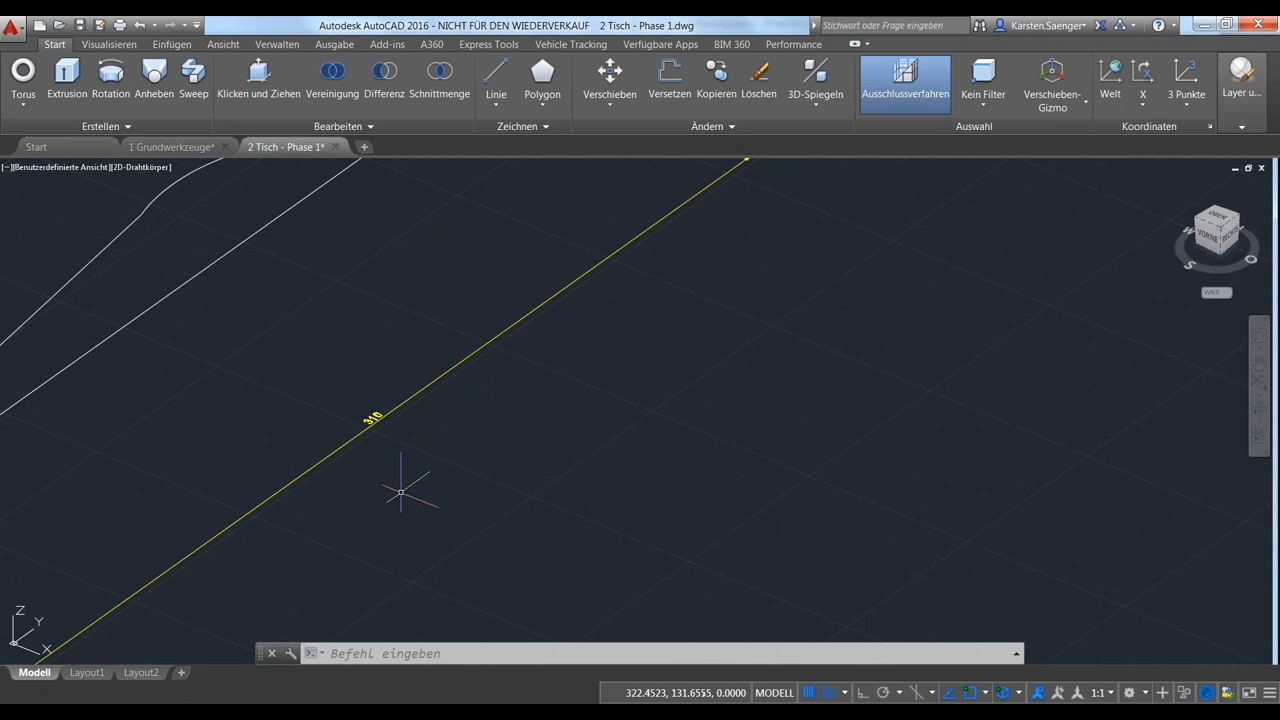 Autodesk AutoCAD 2016 - NICHT FÜR DEN WIEDERVERKAUF 2 Tisch - Phase 1.dwg
Stichwort oder Frage eingeben
Karsten.Saenger
Start Visualisieren Einfügen Ansicht Verwalten Ausgabe Add-ins A360 Express Tools Vehicle Tracking Verfügbare Apps BIM 360 Performance
Torus Extrusion Rotation Anheben Sweep Klicken und Ziehen Vereinigung Differenz Schnittmenge Linie Polygon Verschieben Versetzen Kopieren Löschen 3D-Spiegeln Ausschlussverfahren Kein Filter Verschieben-Gizmo Welt X 3 Punkte Layer u...
Erstellen Bearbeiten Zeichnen Ändern Auswahl Koordinaten
Start 1 Grundwerkzeuge* 2 Tisch - Phase 1*
[−][Benutzerdefinierte Ansicht][2D-Drahtkörper]
OBEN
VORNE RECHTS
W
S
O
WKS
310
Z
Y
X
Befehl eingeben
Modell Layout1 Layout2
322.4523, 131.6555, 0.0000 MODELL 1:1